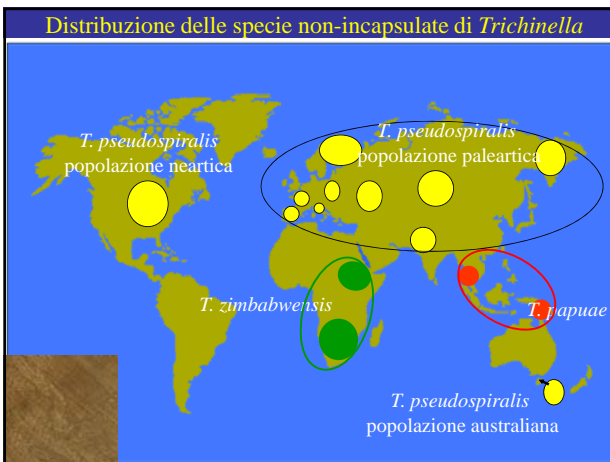 Distribuzione delle specie non-incapsulate di Trichinella
T. pseudospiralis
popolazione neartica
T. pseudospiralis
popolazione paleartica
T. zimbabwensis
T. papuae
T. pseudospiralis
popolazione australiana